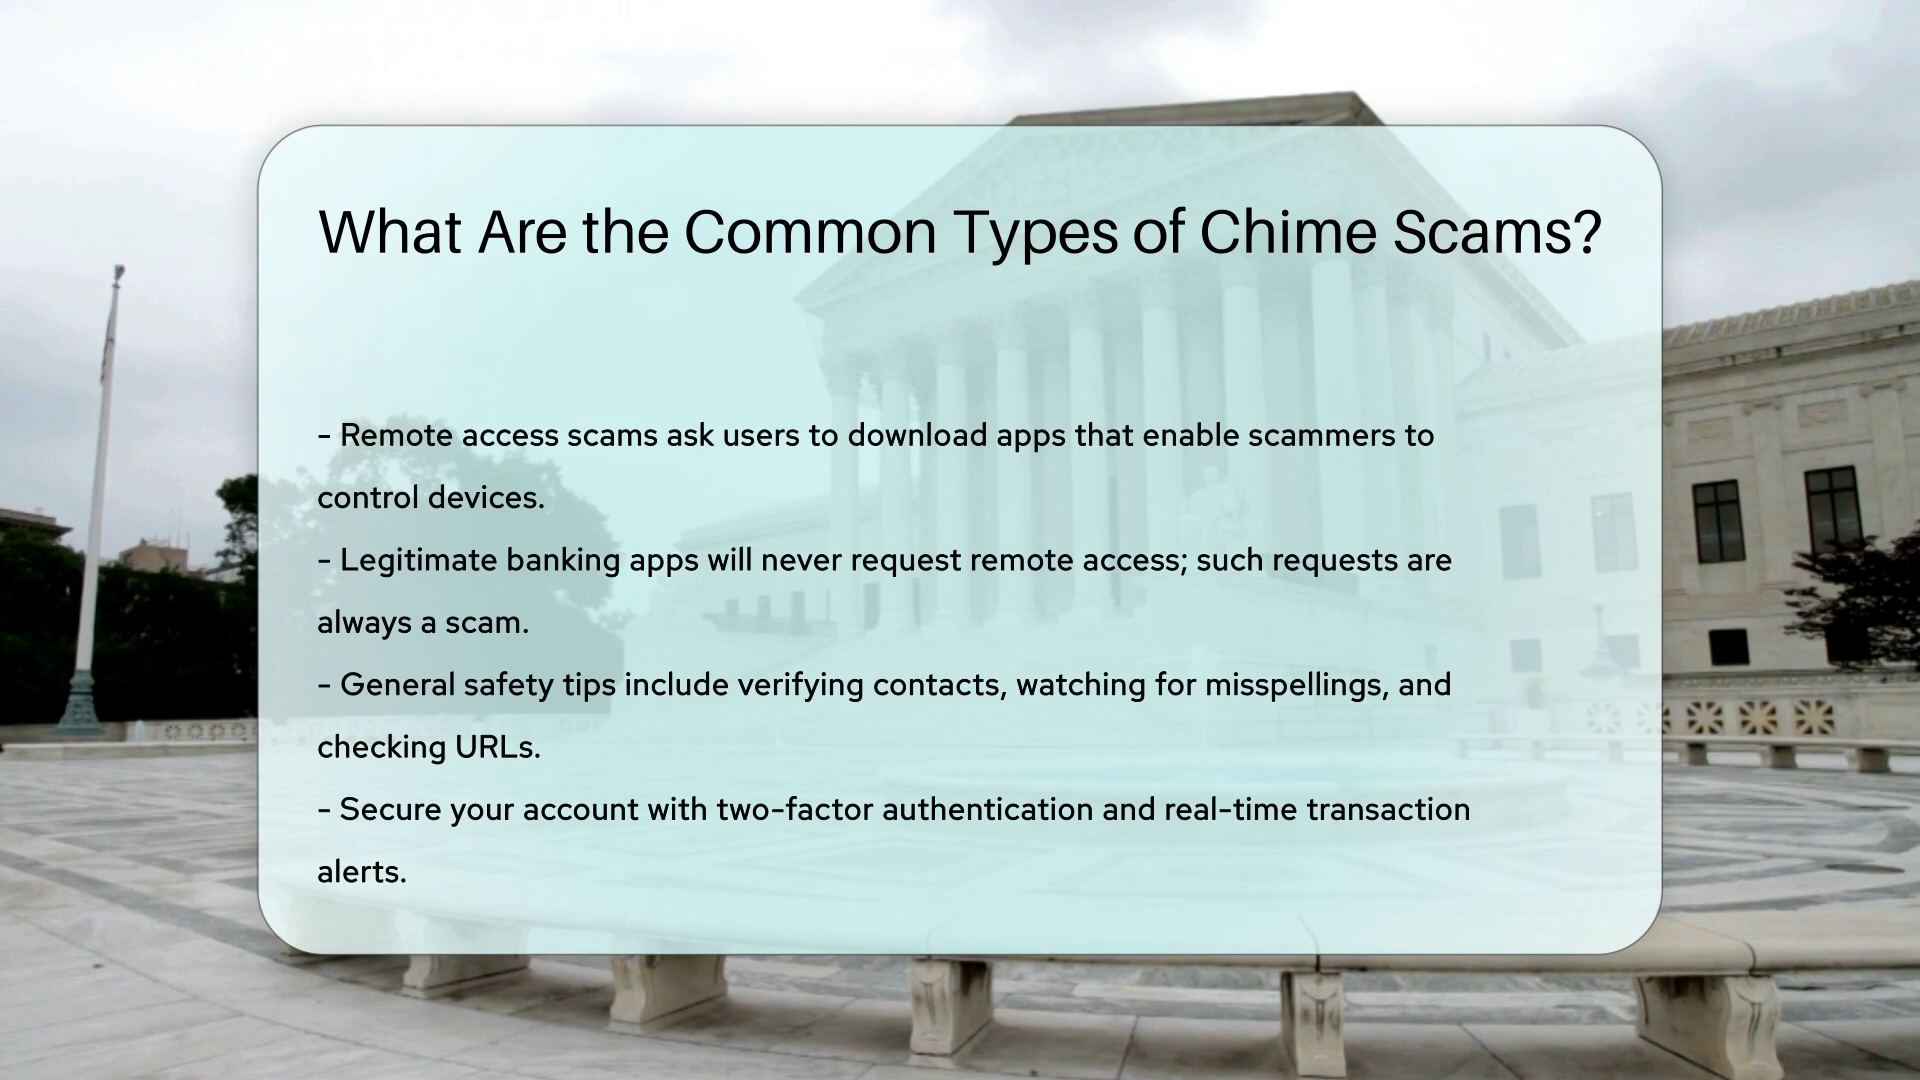 What Are the Common Types of Chime Scams?
- Remote access scams ask users to download apps that enable scammers to
control devices.
- Legitimate banking apps will never request remote access; such requests are
always a scam.
- General safety tips include verifying contacts, watching for misspellings, and
checking URLs.
- Secure your account with two-factor authentication and real-time transaction
alerts.